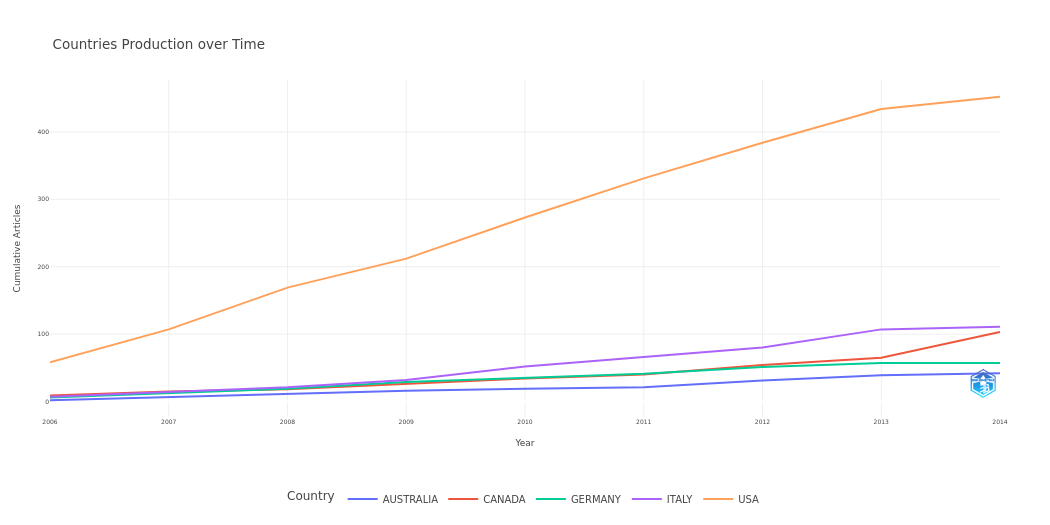 Countries Production over Time
Cumulative Articles
400
300
200
100
0
2006 2007 2008 2009 2010 2011 2012 2013 2014
Year
Country AUSTRALIA CANADA GERMANY ITALY USA